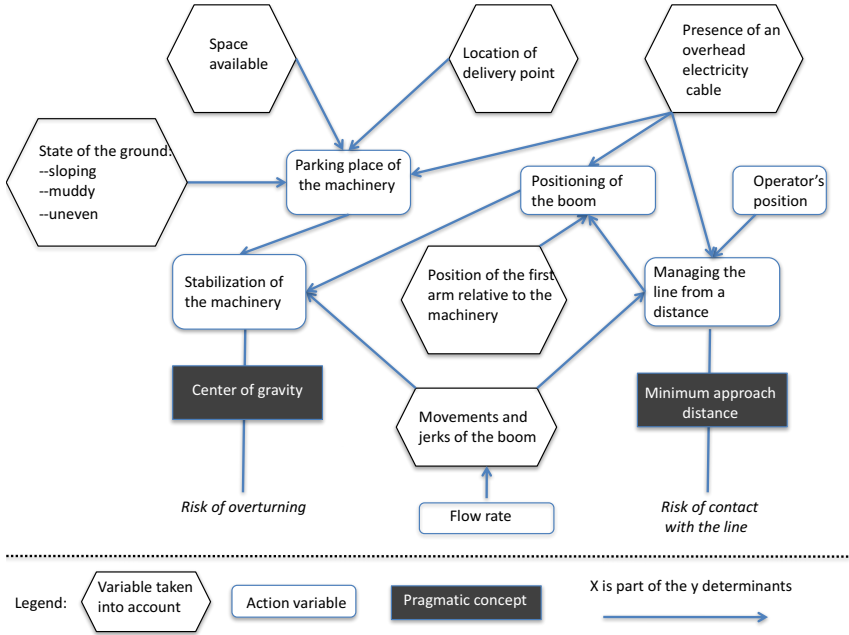 Space
available
Location of
delivery point
Presence of an
overhead
electricity
cable
State of the ground:
--sloping
--muddy
--uneven
Parking place of
the machinery
Positioning of
the boom
Operator's
position
Stabilization of
the machinery
Position of the first
arm relative to the
machinery
Managing the
line from a
distance
Center of gravity
Movements and
jerks of the boom
Minimum approach
distance
Risk of overturning
Flow rate
Risk of contact
with the line
Legend:
Variable taken
into account
Action variable
Pragmatic concept
X is part of the y determinants